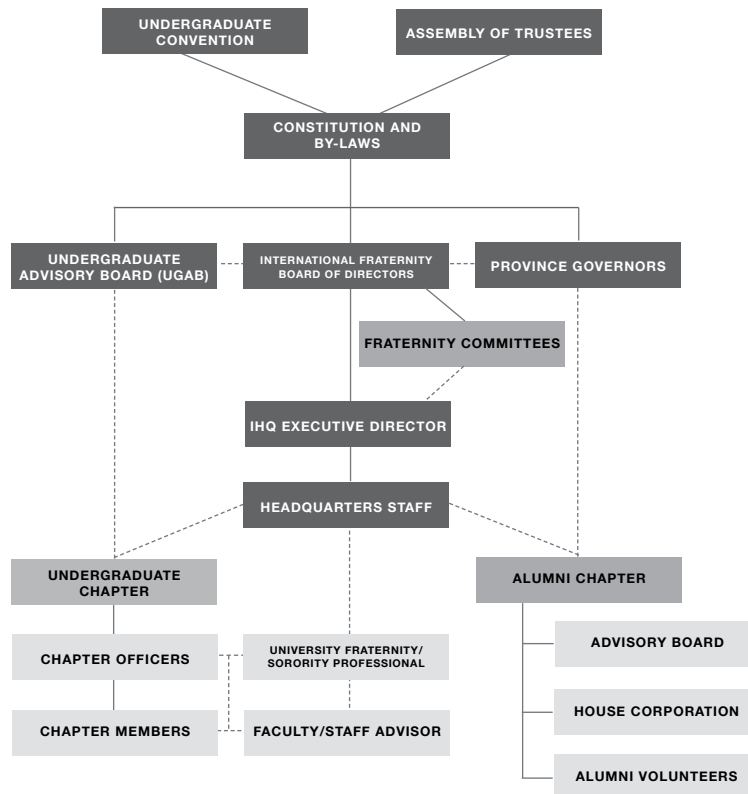 UNDERGRADUATE
CONVENTION
ASSEMBLY OF TRUSTEES
CONSTITUTION AND
BY-LAWS
UNDERGRADUATE
ADVISORY BOARD (UGAB)
INTERNATIONAL FRATERNITY
BOARD OF DIRECTORS
PROVINCE GOVERNORS
FRATERNITY COMMITTEES
IHQ EXECUTIVE DIRECTOR
HEADQUARTERS STAFF
UNDERGRADUATE
CHAPTER
ALUMNI CHAPTER
CHAPTER OFFICERS
UNIVERSITY FRATERNITY/
SORORITY PROFESSIONAL
ADVISORY BOARD
CHAPTER MEMBERS
FACULTY/STAFF ADVISOR
HOUSE CORPORATION
ALUMNI VOLUNTEERS